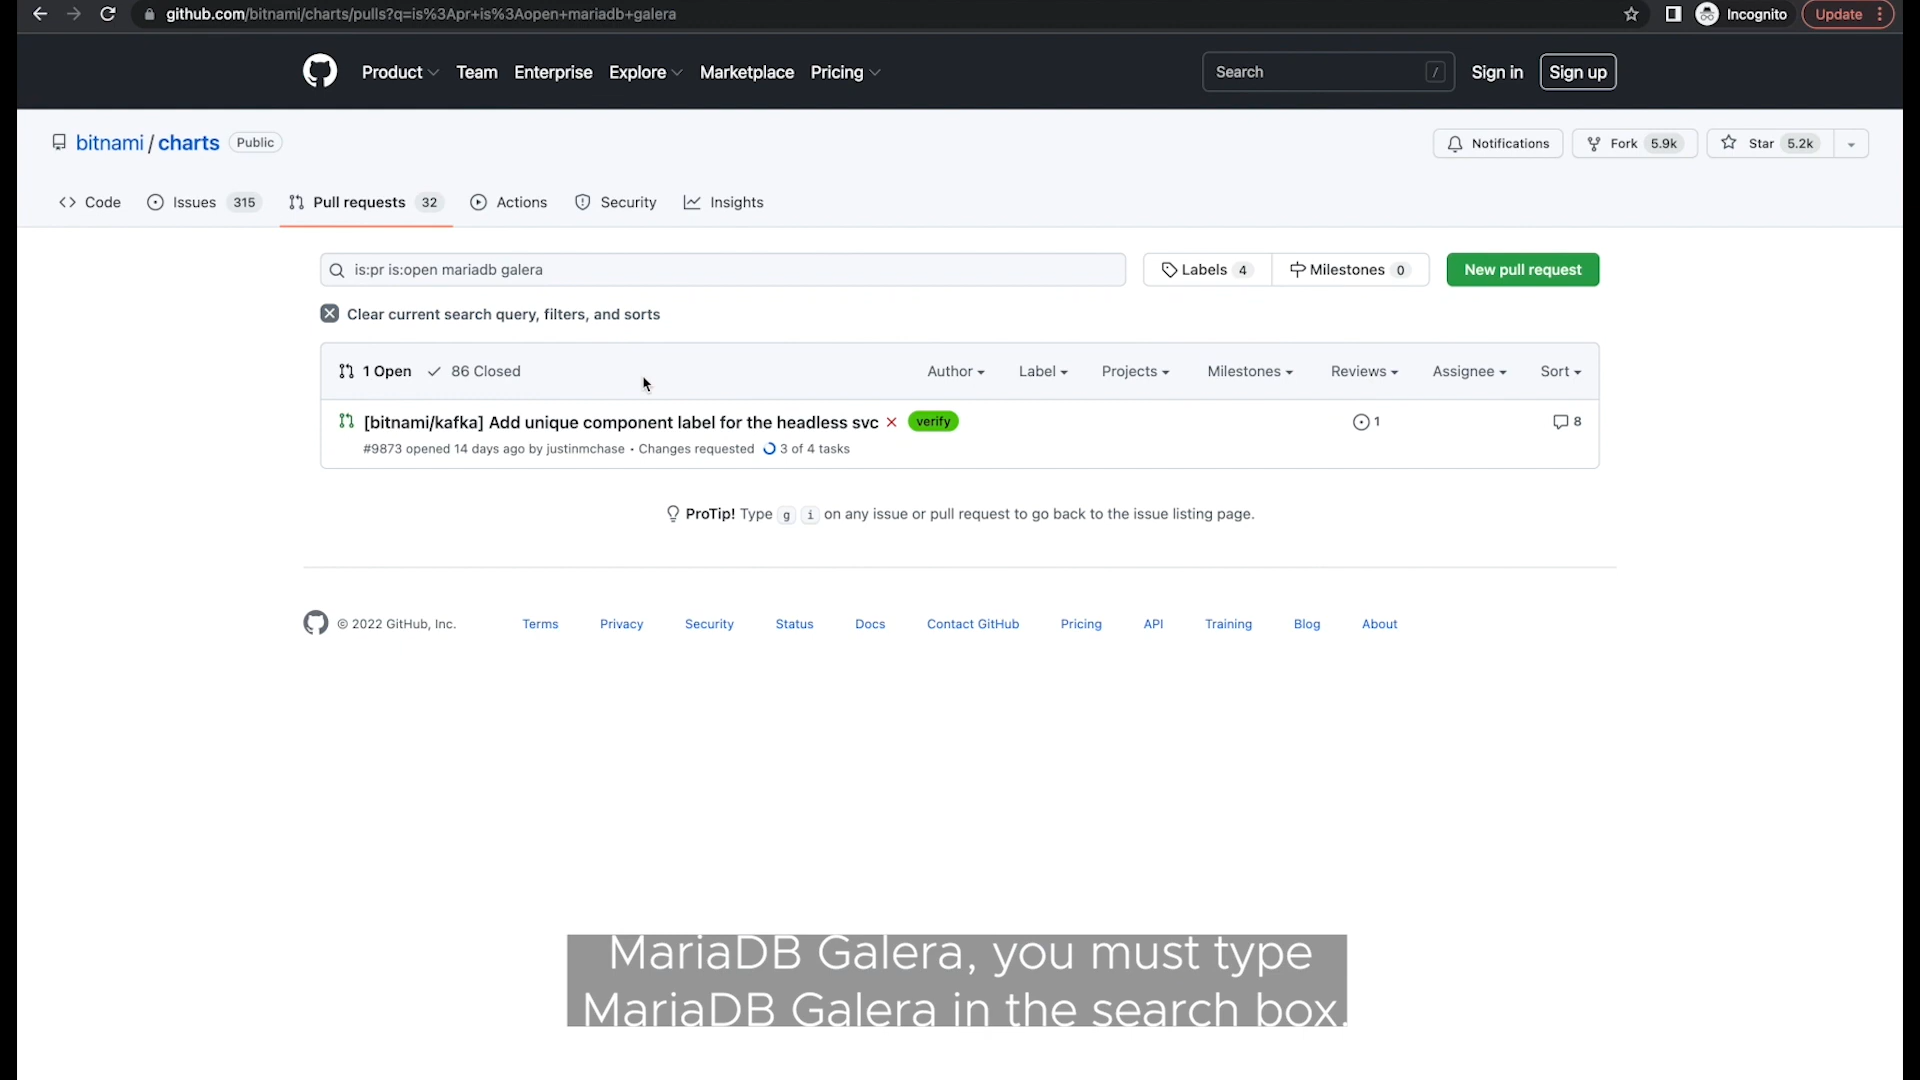 github.com/bitnami/charts/pulls?q=is%3Apr+is%3Aopen+mariadb+galera
Incognito
Update
Product Team Enterprise Explore Marketplace Pricing
Search /
Sign in
Sign up
bitnami / charts Public
Notifications
Fork 5.9k
Star 5.2k
Code
Issues 315
Pull requests 32
Actions
Security
Insights
is:pr is:open mariadb galera
Labels 4
Milestones 0
New pull request
Clear current search query, filters, and sorts
1 Open 86 Closed
Author Label Projects Milestones Reviews Assignee Sort
[bitnami/kafka] Add unique component label for the headless svc verify 1 8
#9873 opened 14 days ago by justinmchase • Changes requested 3 of 4 tasks
ProTip! Type g i on any issue or pull request to go back to the issue listing page.
© 2022 GitHub, Inc. Terms Privacy Security Status Docs Contact GitHub Pricing API Training Blog About
MariaDB Galera, you must type
MariaDB Galera in the search box.